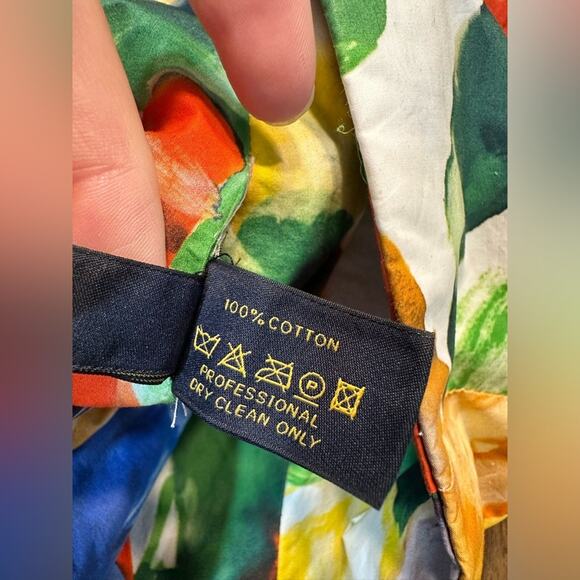 100% COTTON
P
PROFESSIONAL
DRY CLEAN ONLY